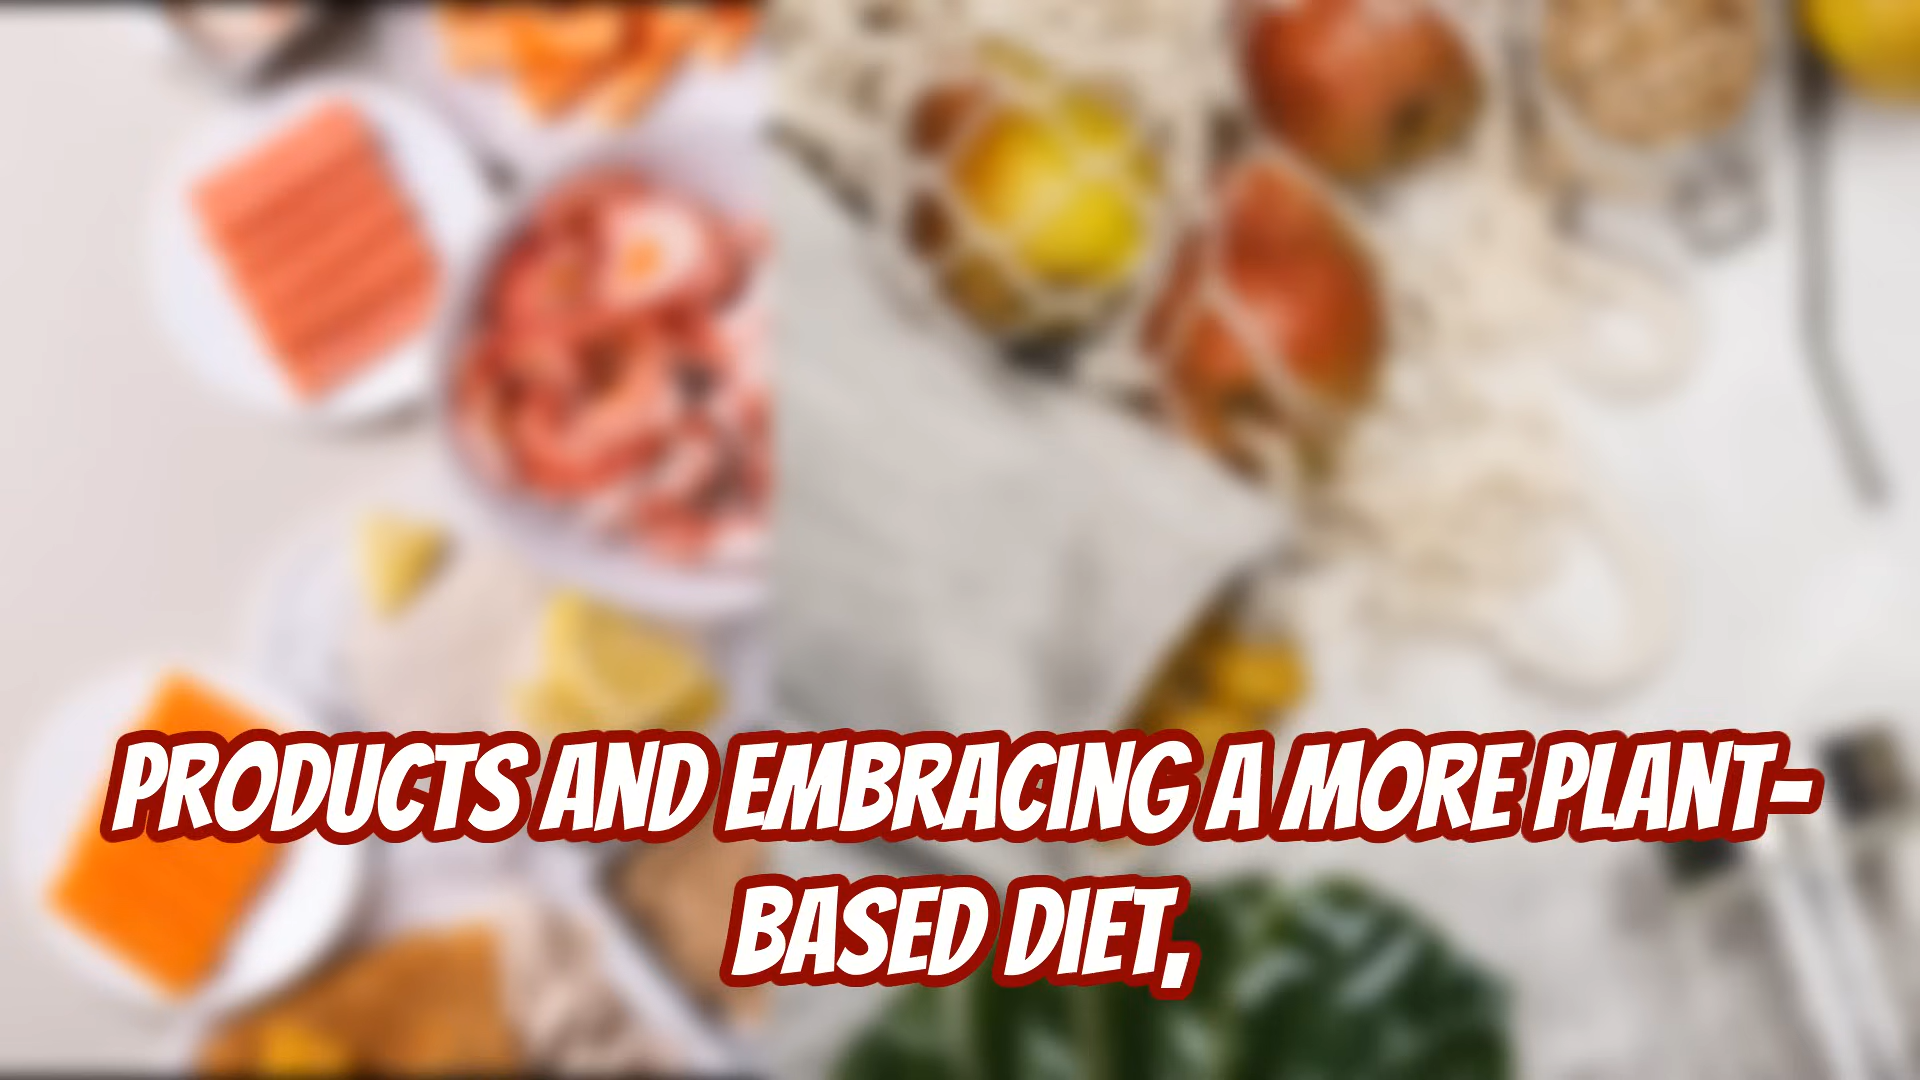 PRODUCTS AND EMBRACING A MORE PLANT-
BASED DIET,